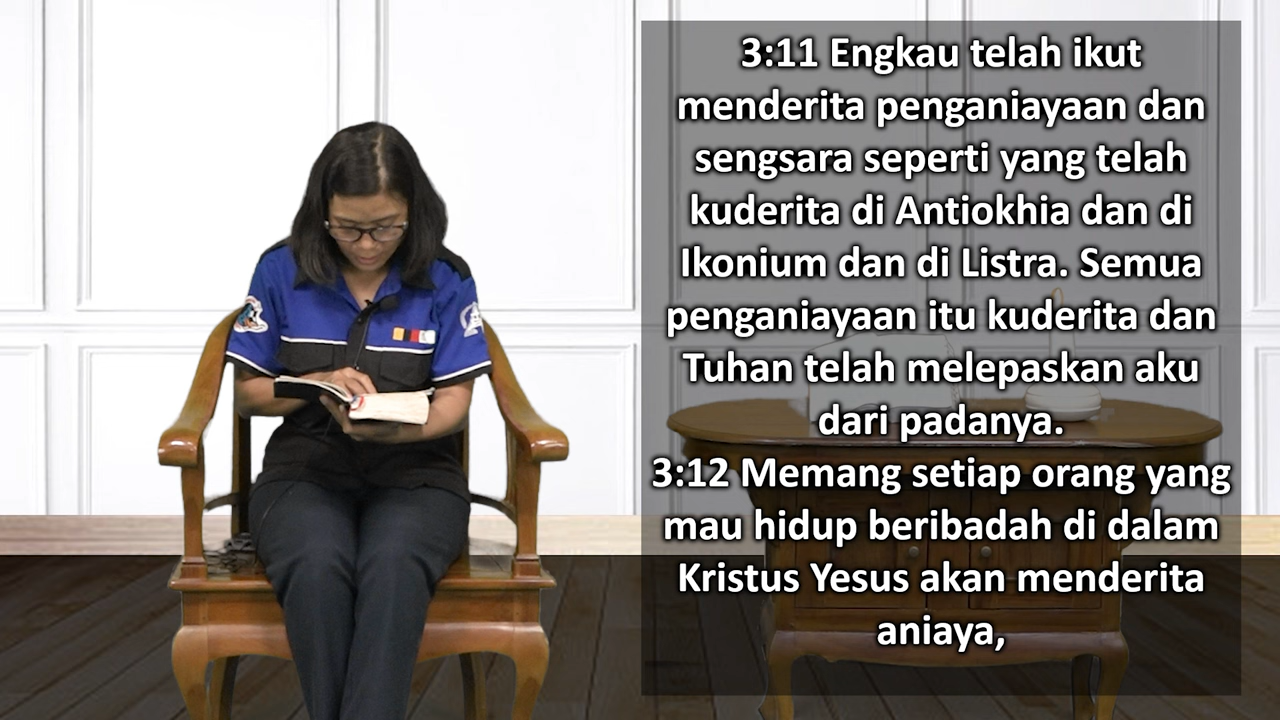 3:11 Engkau telah ikut
menderita penganiayaan dan
sengsara seperti yang telah
kuderita di Antiokhia dan di
Ikonium dan di Listra. Semua
penganiayaan itu kuderita dan
Tuhan telah melepaskan aku
dari padanya.
3:12 Memang setiap orang yang
mau hidup beribadah di dalam
Kristus Yesus akan menderita
aniaya,